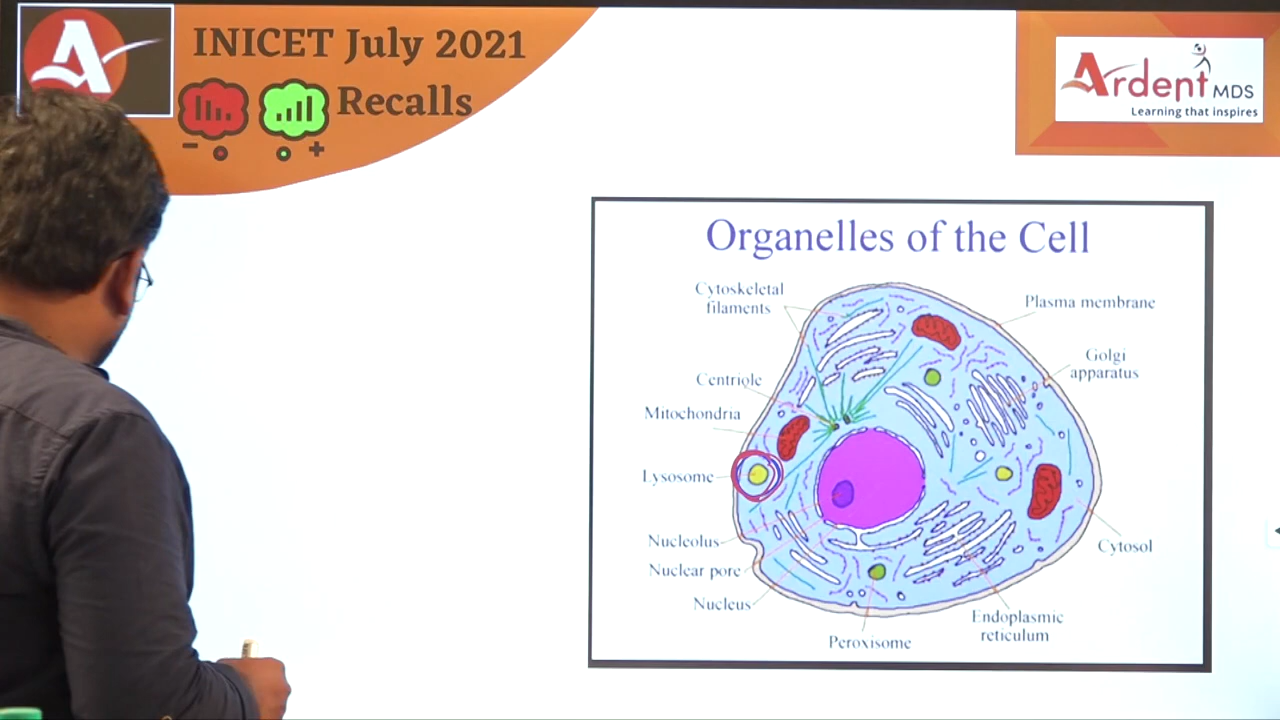 INICET July 2021
Recalls
Ardent MDS
Learning that inspires
Organelles of the Cell
Cytoskeletal
filaments
Plasma membrane
Golgi
apparatus
Centriole
Mitochondria
Lysosome
Nucleolus
Nuclear pore
Nucleus
Cytosol
Endoplasmic
reticulum
Peroxisome